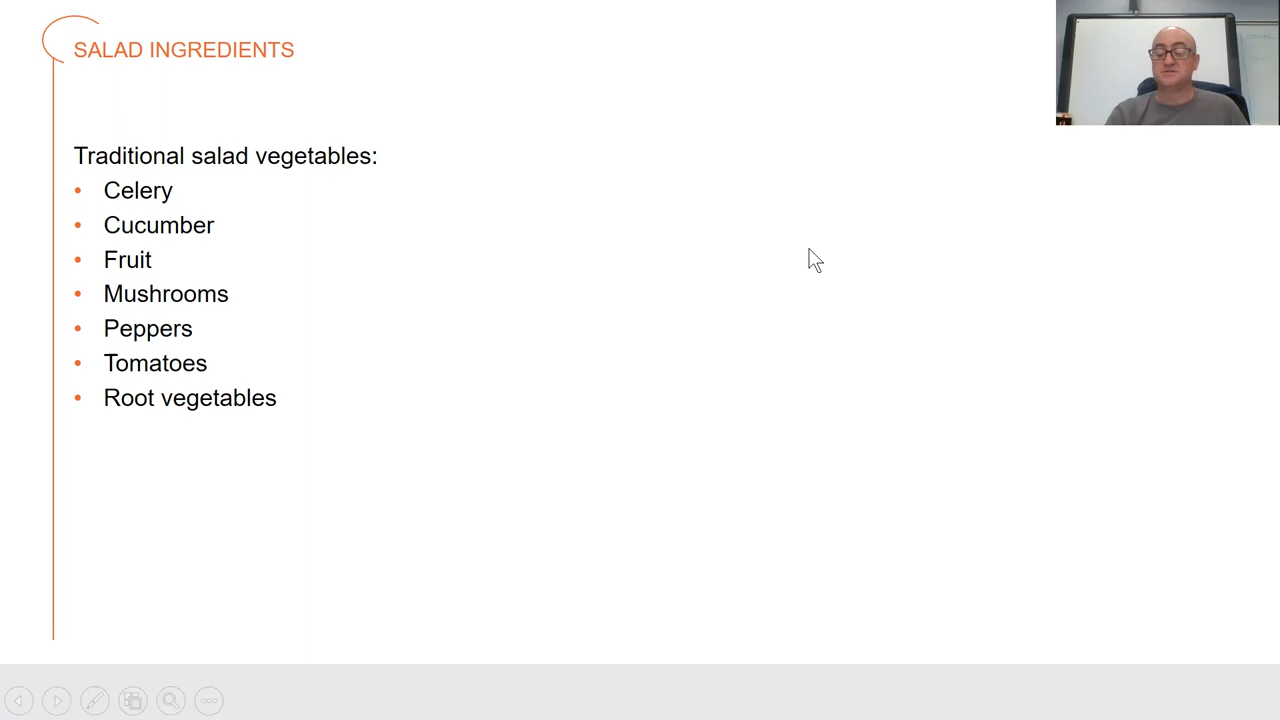 SALAD INGREDIENTS
Traditional salad vegetables:
• Celery
• Cucumber
• Fruit
• Mushrooms
• Peppers
• Tomatoes
• Root vegetables